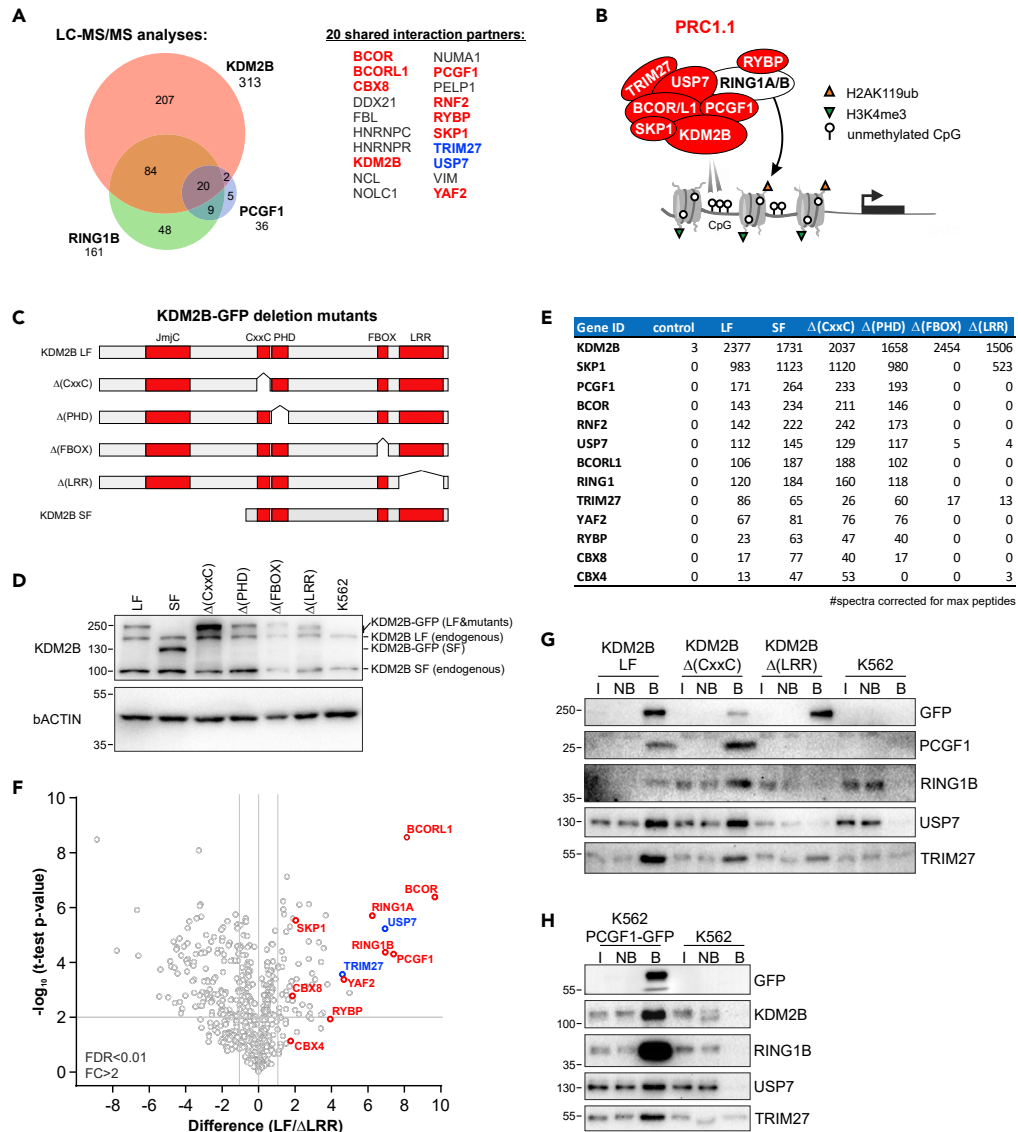 A
LC-MS/MS analyses:
KDM2B
313
207
84
20
2
5
9
48
PCGF1
36
RING1B
161
20 shared interaction partners:
BCOR NUMA1
BCORL1 PCGF1
CBX8 PELP1
DDX21 RNF2
FBL RYBP
HNRNPC SKP1
HNRNPR TRIM27
KDM2B USP7
NCL VIM
NOLC1 YAF2
B
PRC1.1
TRIM27
USP7
RYBP
RING1A/B
BCOR/L1
PCGF1
SKP1
KDM2B
H2AK119ub
H3K4me3
unmethylated CpG
CpG
C
KDM2B-GFP deletion mutants
JmjC CxxC PHD FBOX LRR
KDM2B LF
Δ(CxxC)
Δ(PHD)
Δ(FBOX)
Δ(LRR)
KDM2B SF
D
LF SF Δ(CxxC) Δ(PHD) Δ(FBOX) Δ(LRR) K562
KDM2B
250
130
100
KDM2B-GFP (LF&mutants)
KDM2B LF (endogenous)
KDM2B-GFP (SF)
KDM2B SF (endogenous)
bACTIN
55
35
E
Gene ID control LF SF Δ(CxxC) Δ(PHD) Δ(FBOX) Δ(LRR)
KDM2B 3 2377 1731 2037 1658 2454 1506
SKP1 0 983 1123 1120 980 0 523
PCGF1 0 171 264 233 193 0 0
BCOR 0 143 234 211 146 0 0
RNF2 0 142 222 242 173 0 0
USP7 0 112 145 129 117 5 4
BCORL1 0 106 187 188 102 0 0
RING1 0 120 184 160 118 0 0
TRIM27 0 86 65 26 60 17 13
YAF2 0 67 81 76 76 0 0
RYBP 0 23 63 47 40 0 0
CBX8 0 17 77 40 17 0 0
CBX4 0 13 47 53 0 0 3
#spectra corrected for max peptides
F
-log10 (t-test p-value)
10
8
6
4
2
0
BCORL1
BCOR
RING1A
USP7
SKP1
RING1B
PCGF1
TRIM27
YAF2
CBX8
RYBP
CBX4
FDR<0.01
FC>2
-8 -6 -4 -2 0 2 4 6 8 10
Difference (LF/ΔLRR)
G
KDM2B LF
KDM2B Δ(CxxC)
KDM2B Δ(LRR)
K562
I NB B I NB B I NB B I NB B
250 GFP
25 PCGF1
35 RING1B
130 USP7
55 TRIM27
H
K562 PCGF1-GFP
K562
I NB B I NB B
55 GFP
100 KDM2B
35 RING1B
130 USP7
55 TRIM27